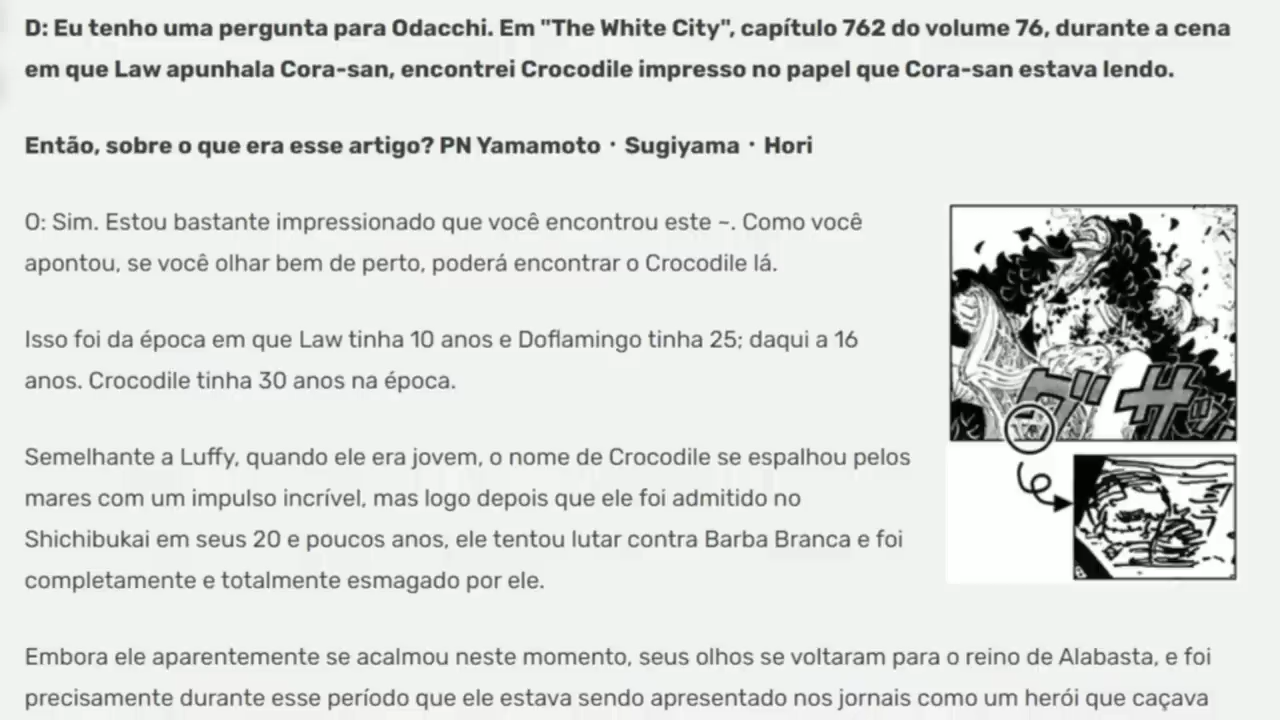 D: Eu tenho uma pergunta para Odacchi. Em "The White City", capítulo 762 do volume 76, durante a cena
em que Law apunhala Cora-san, encontrei Crocodile impresso no papel que Cora-san estava lendo.
Então, sobre o que era esse artigo? PN Yamamoto・Sugiyama・Hori
O: Sim. Estou bastante impressionado que você encontrou este ~. Como você
apontou, se você olhar bem de perto, poderá encontrar o Crocodile lá.
Isso foi da época em que Law tinha 10 anos e Doflamingo tinha 25; daqui a 16
anos. Crocodile tinha 30 anos na época.
Semelhante a Luffy, quando ele era jovem, o nome de Crocodile se espalhou pelos
mares com um impulso incrível, mas logo depois que ele foi admitido no
Shichibukai em seus 20 e poucos anos, ele tentou lutar contra Barba Branca e foi
completamente e totalmente esmagado por ele.
Embora ele aparentemente se acalmou neste momento, seus olhos se voltaram para o reino de Alabasta, e foi
precisamente durante esse período que ele estava sendo apresentado nos jornais como um herói que caçava